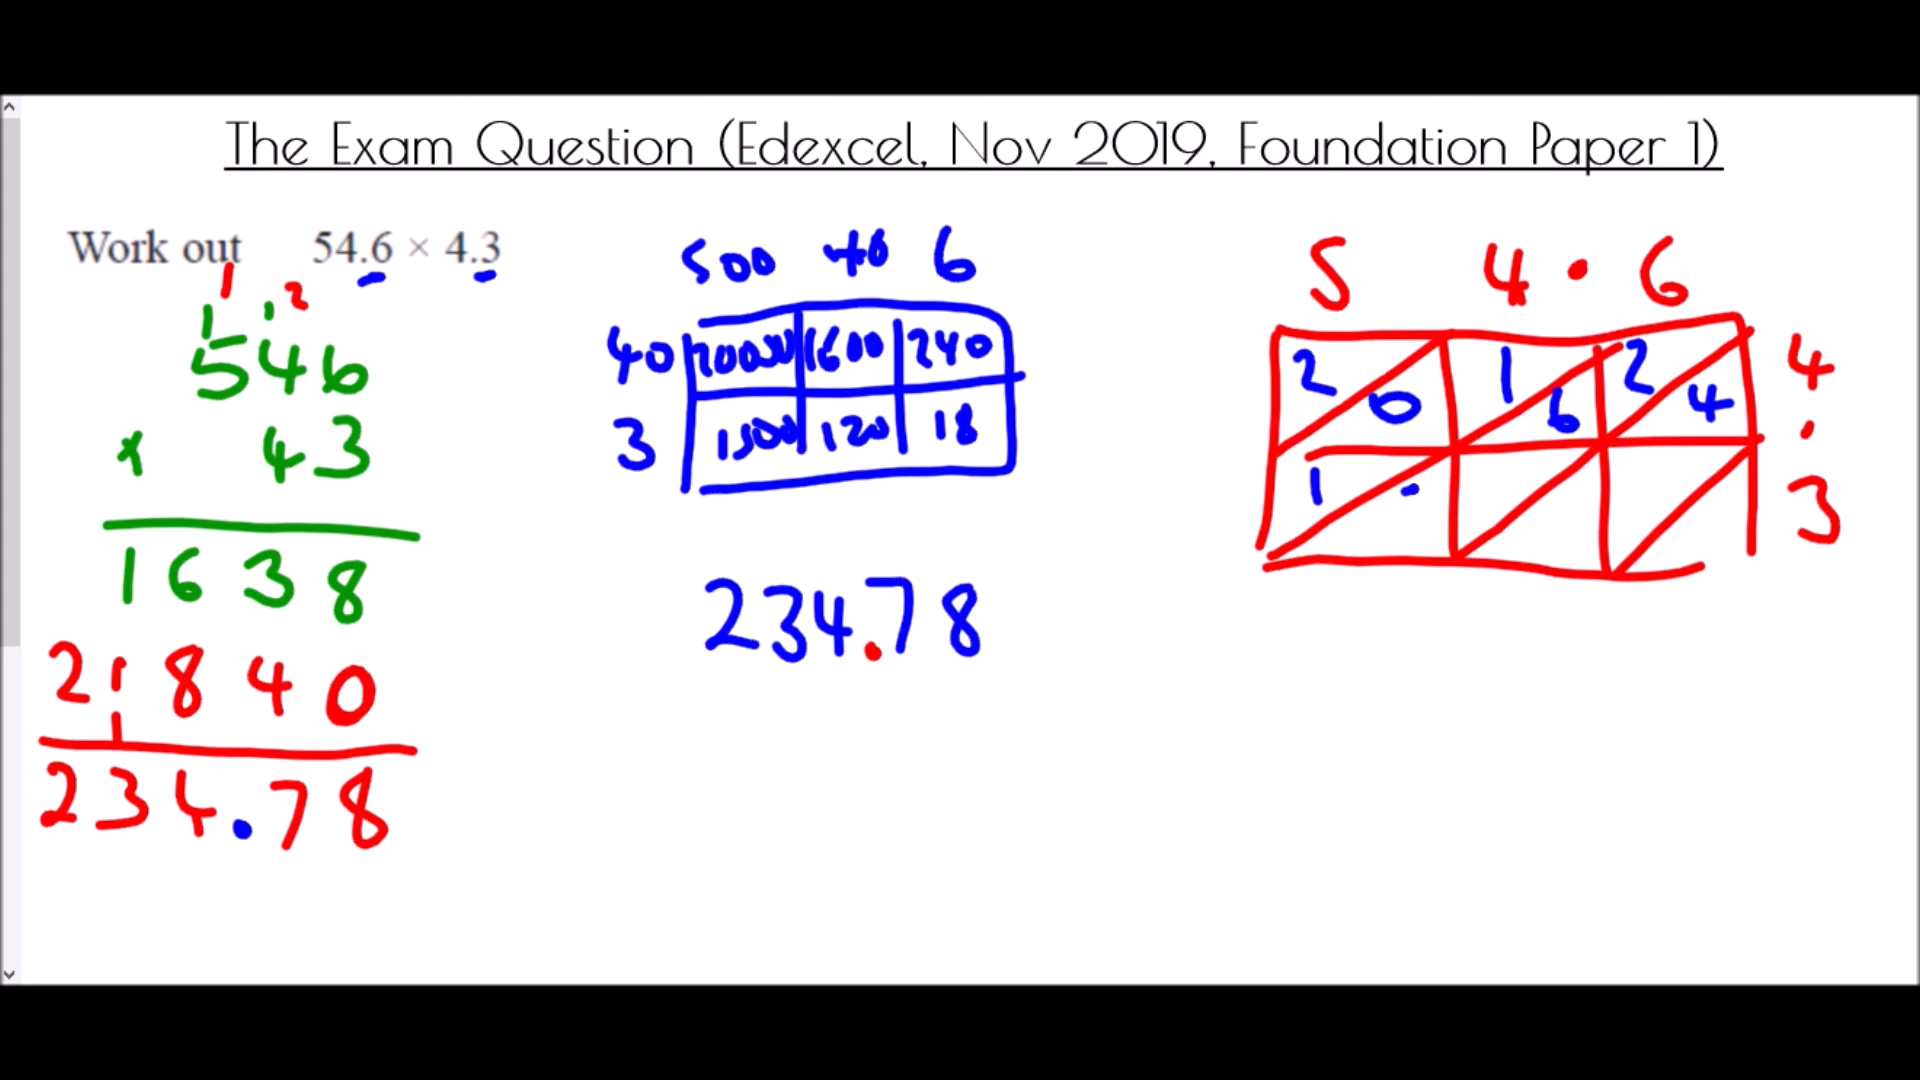 The Exam Question (Edexcel, Nov 2019, Foundation Paper 1)
Work out 54.6 × 4.3
1
1 1 2
546
× 43
1638
21840
1
234.78
500 40 6
40 20000 1600 240
3 1500 120 18
234.78
5 4 . 6
2 0 1 6 2 4 4
.
1 3